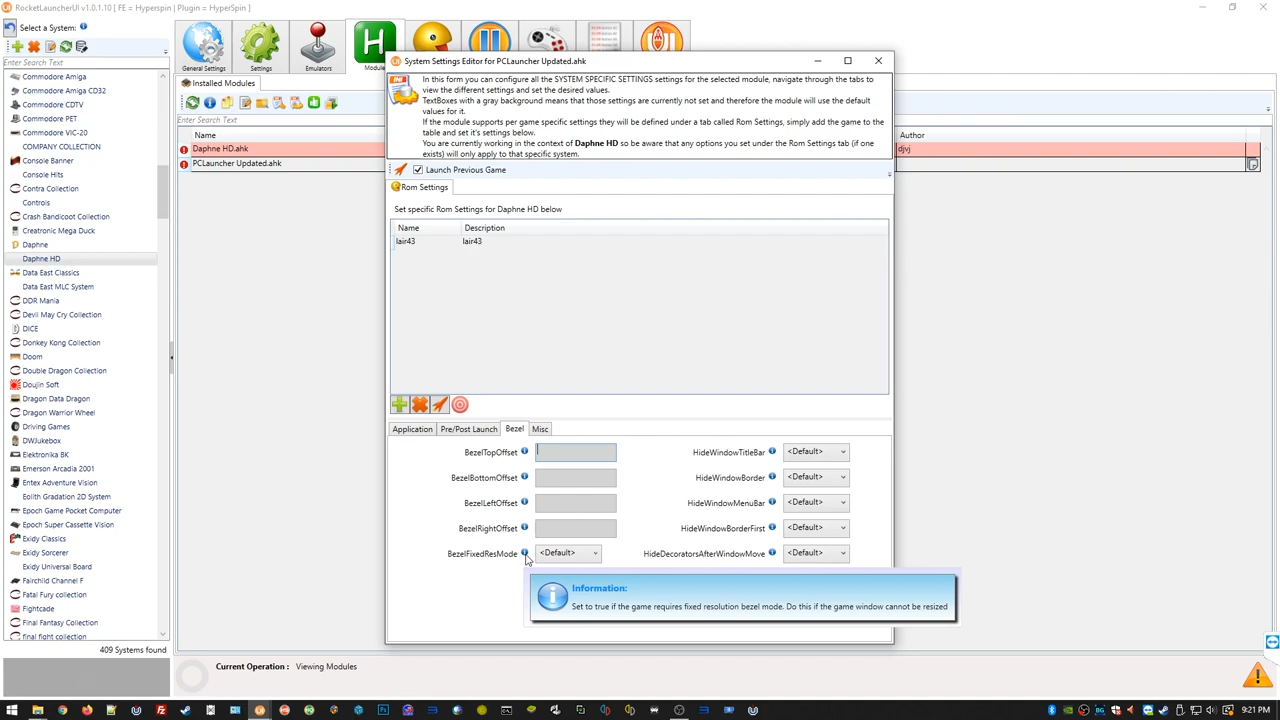 RocketLauncherUI v1.0.1.10 [ FE = Hyperspin | Plugin = HyperSpin ]
Select a System:
General Settings
Settings
Emulators
Modul
Enter Search Text
Commodore Amiga
Commodore Amiga CD32
Commodore CDTV
Commodore PET
Commodore VIC-20
COMPANY COLLECTION
Console Banner
Console Hits
Contra Collection
Controls
Crash Bandicoot Collection
Creatronic Mega Duck
Daphne
Daphne HD
Data East Classics
Data East MLC System
DDR Mania
Devil May Cry Collection
DICE
Donkey Kong Collection
Doom
Double Dragon Collection
Doujin Soft
Dragon Data Dragon
Dragon Warrior Wheel
Driving Games
DWJukebox
Elektronika BK
Emerson Arcadia 2001
Entex Adventure Vision
Eolith Gradation 2D System
Epoch Game Pocket Computer
Epoch Super Cassette Vision
Exidy Classics
Exidy Sorcerer
Exidy Universal Board
Fairchild Channel F
Fatal Fury collection
Fightcade
Final Fantasy Collection
final fight collection
409 Systems found
Installed Modules
Enter Search Text
Name
Author
Daphne HD.ahk
djvj
PCLauncher Updated.ahk
System Settings Editor for PCLauncher Updated.ahk
In this form you can configure all the SYSTEM SPECIFIC SETTINGS settings for the selected module, navigate through the tabs to
view the different settings and set the desired values.
TextBoxes with a gray background means that those settings are currently not set and therefore the module will use the default
values for it.
If the module supports per game specific settings they will be defined under a tab called Rom Settings, simply add the game to the
table and set it's settings below.
You are currently working in the context of Daphne HD so be aware that any options you set under the Rom Settings tab (if one
exists) will only apply to that specific system.
Launch Previous Game
Rom Settings
Set specific Rom Settings for Daphne HD below
Name
Description
lair43
lair43
Application
Pre/Post Launch
Bezel
Misc
BezelTopOffset
HideWindowTitleBar
<Default>
BezelBottomOffset
HideWindowBorder
<Default>
BezelLeftOffset
HideWindowMenuBar
<Default>
BezelRightOffset
HideWindowBorderFirst
<Default>
BezelFixedResMode
<Default>
HideDecoratorsAfterWindowMove
<Default>
Information:
Set to true if the game requires fixed resolution bezel mode. Do this if the game window cannot be resized
Current Operation :
Viewing Modules
9:21 PM